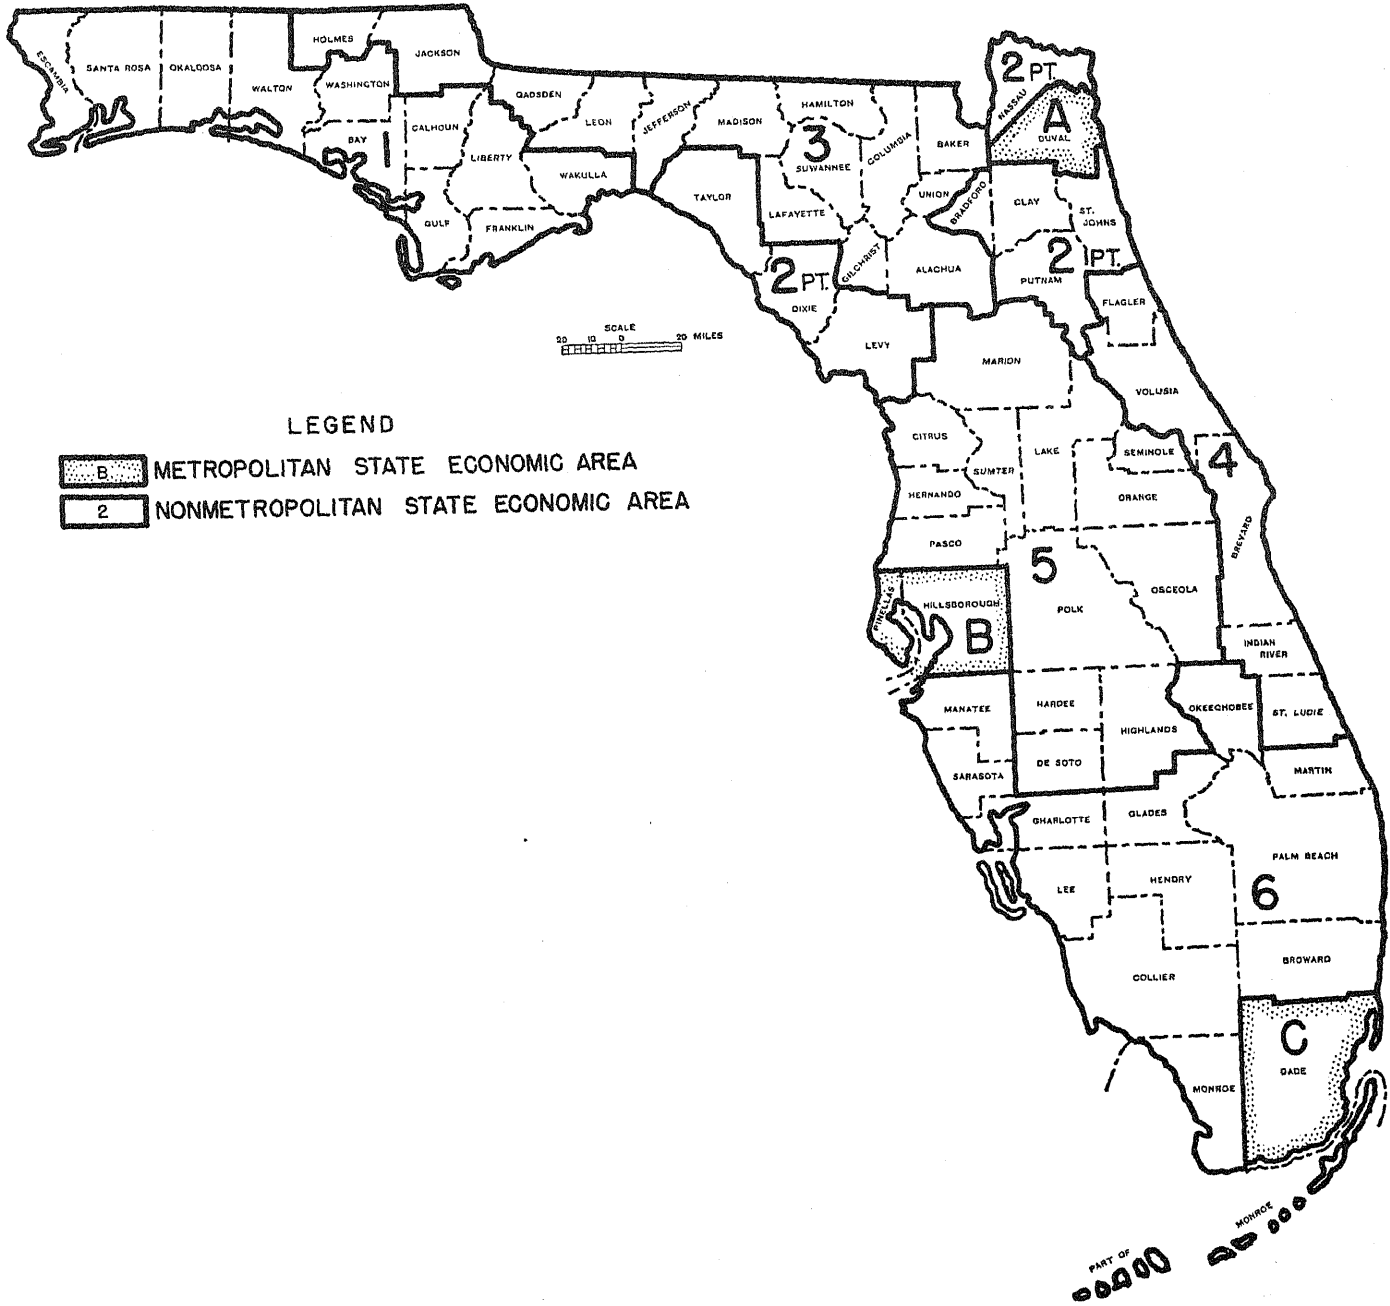 HOLMES
JACKSON
ESCAMBIA
SANTA ROSA
OKALOOSA
WALTON
WASHINGTON
BAY
1
CALHOUN
LIBERTY
GULF
FRANKLIN
GADSDEN
LEON
WAKULLA
JEFFERSON
MADISON
TAYLOR
HAMILTON
3
SUWANNEE
LAFAYETTE
COLUMBIA
BAKER
UNION
BRADFORD
2 PT.
NASSAU
A
DUVAL
CLAY
ST.
JOHNS
2 PT.
PUTNAM
FLAGLER
GILCHRIST
ALACHUA
2 PT.
DIXIE
LEVY
MARION
VOLUSIA
SCALE
20 10 0 20 MILES
LEGEND
B METROPOLITAN STATE ECONOMIC AREA
2 NONMETROPOLITAN STATE ECONOMIC AREA
CITRUS
SUMTER
LAKE
SEMINOLE
4
HERNANDO
ORANGE
PASCO
BREVARD
5
POLK
OSCEOLA
PINELLAS
HILLSBOROUGH
B
INDIAN
RIVER
MANATEE
HARDEE
HIGHLANDS
OKEECHOBEE
ST. LUCIE
SARASOTA
DE SOTO
MARTIN
CHARLOTTE
GLADES
PALM BEACH
LEE
HENDRY
6
BROWARD
COLLIER
C
DADE
MONROE
PART OF
MONROE